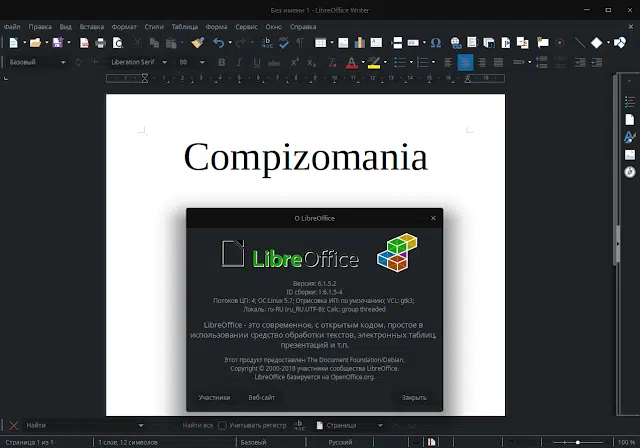 Без имени 1 - LibreOffice Writer
Файл Правка Вид Вставка Формат Стили Таблица Форма Сервис Окно Справка
Базовый Liberation Serif 60
Compizomania
О LibreOffice
LibreOffice
Версия: 6.1.5.2
ID сборки: 1:6.1.5-4
Потоков ЦП: 4; ОС:Linux 5.7; Отрисовка ИП: по умолчанию; VCL: gtk3;
Локаль: ru-RU (ru_RU.UTF-8); Calc: group threaded
LibreOffice - это современное, с открытым кодом, простое в
использовании средство обработки текстов, электронных таблиц,
презентаций и т.п.
Этот продукт предоставлен The Document Foundation/Debian.
Copyright © 2000-2018 участники сообщества LibreOffice.
LibreOffice базируется на OpenOffice.org.
Участники Веб-сайт Закрыть
Найти Найти все Учитывать регистр Страница
Страница 1 из 1 1 слов, 12 символов Базовый Русский 100 %